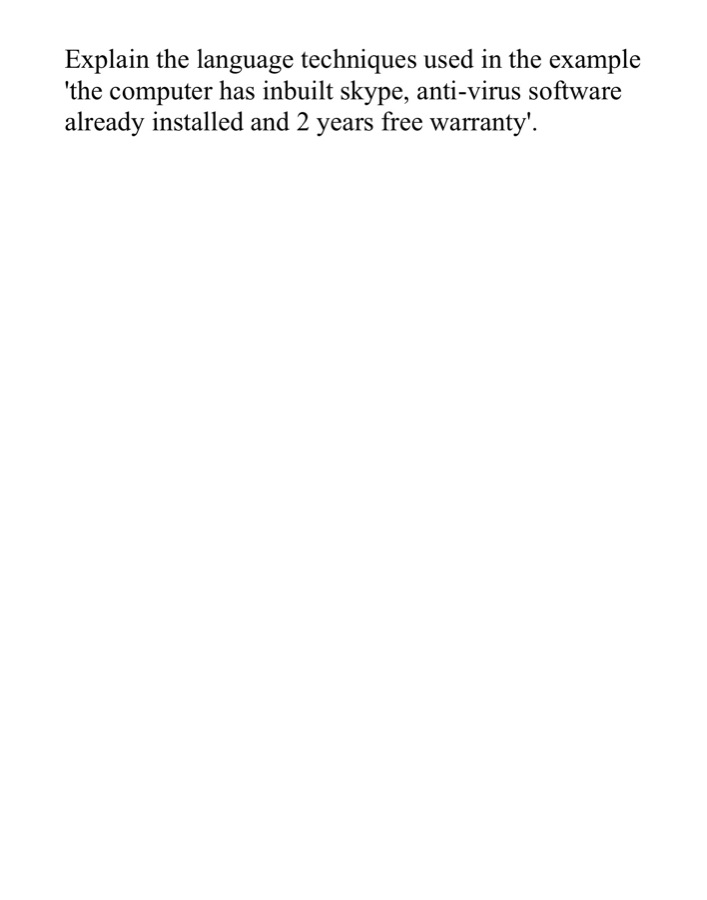 Explain the language techniques used in the example
'the computer has inbuilt skype, anti-virus software
already installed and 2 years free warranty'.